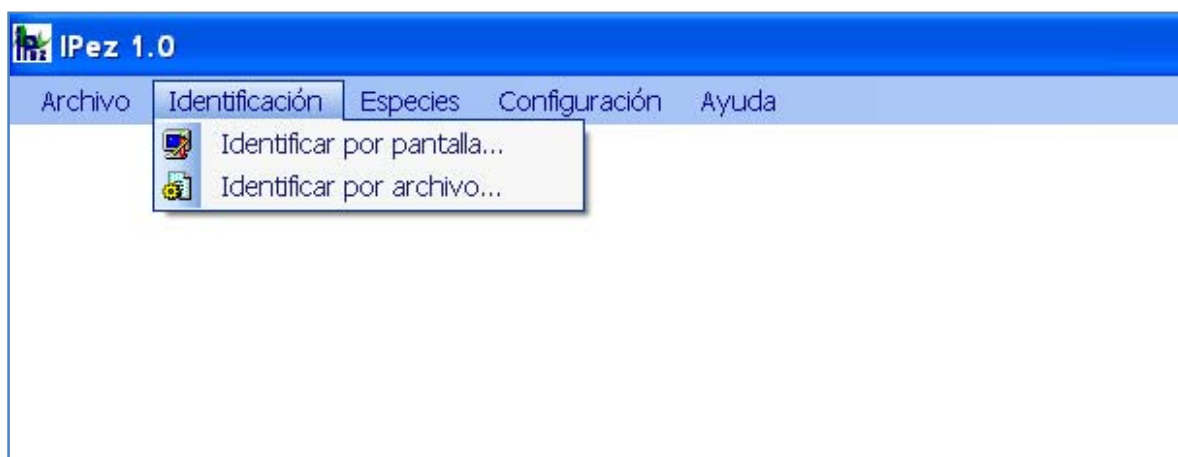 IPez 1.0
Archivo Identificación Especies Configuración Ayuda
Identificar por pantalla...
Identificar por archivo...